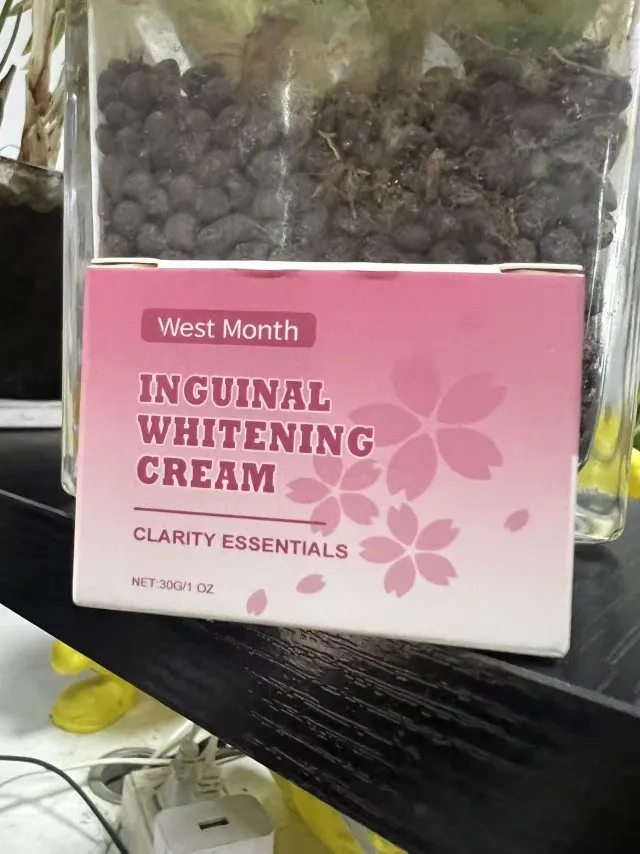 West Month
INGUINAL
WHITENING
CREAM
CLARITY ESSENTIALS
NET:30G/1 OZ